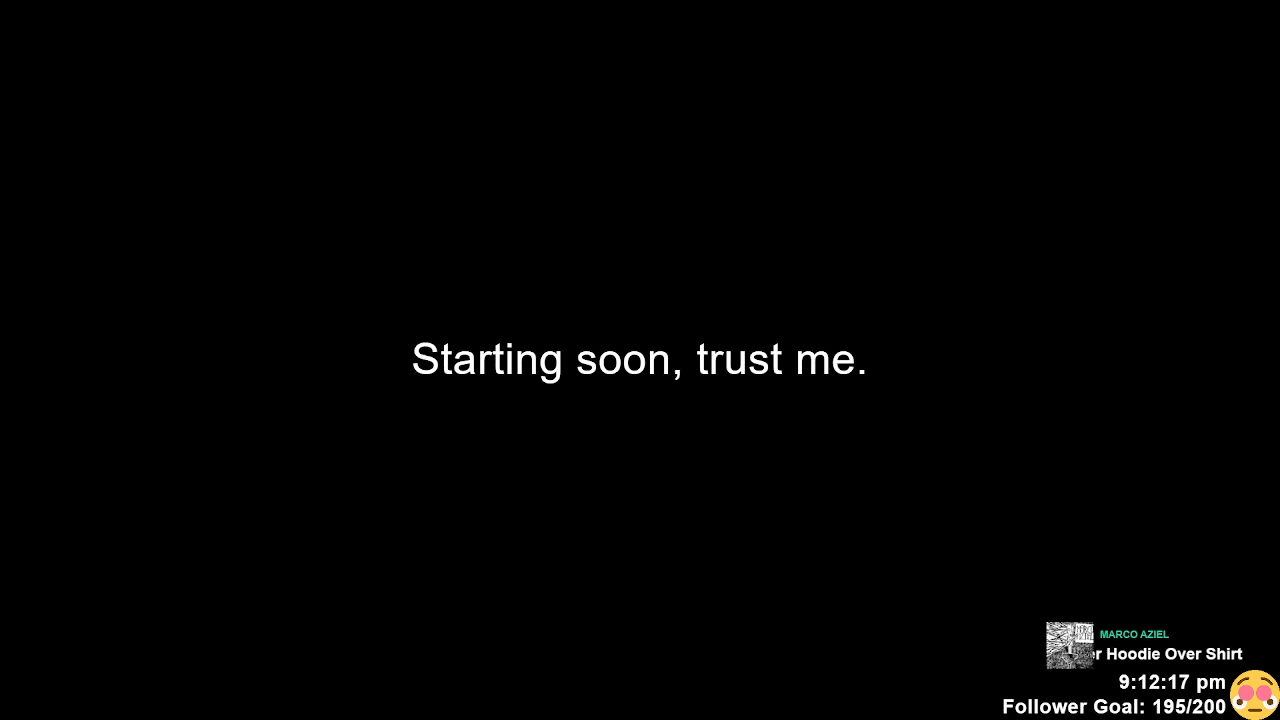 Starting soon, trust me.
MARCO AZIEL
Hoodie Over Shirt
9:12:17 pm
Follower Goal: 195/200